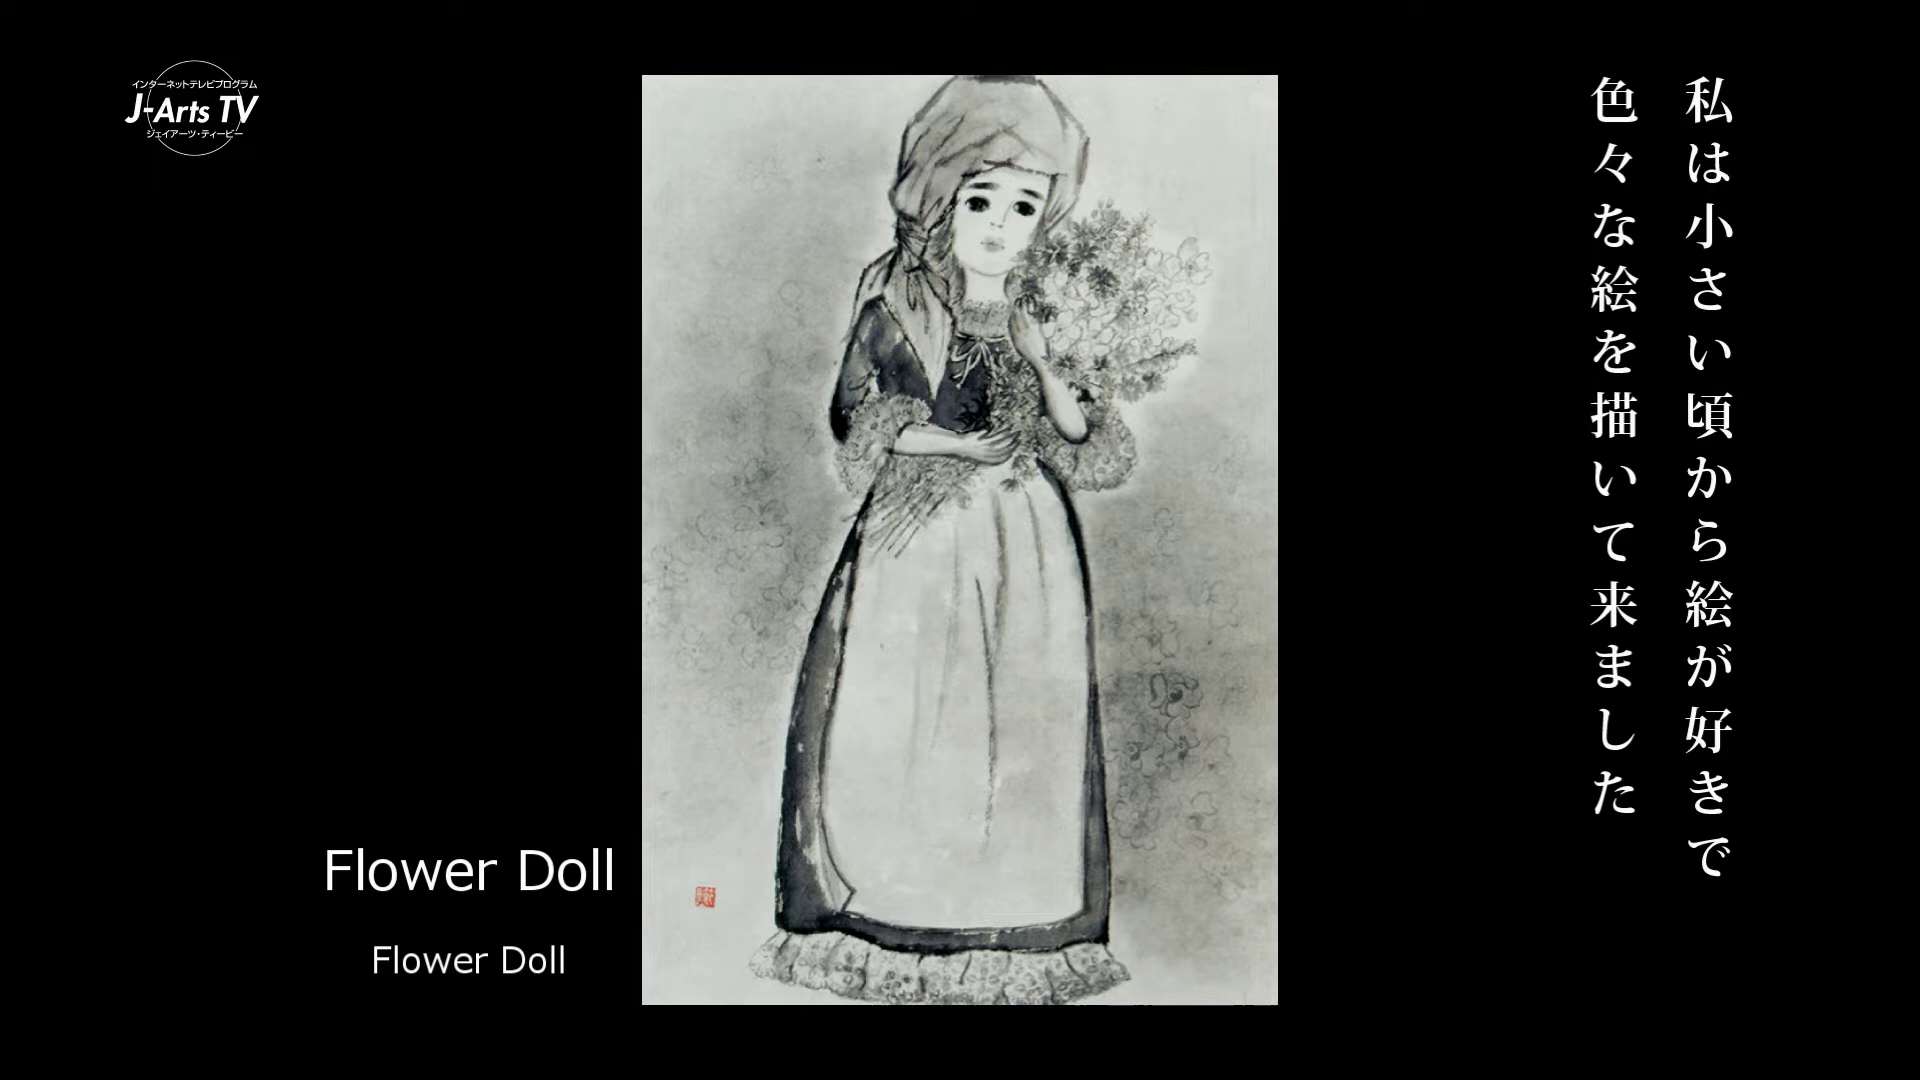 インターネットテレビプログラム
J-Arts TV
ジェイアーツ・ティービー
私は小さい頃から絵が好きで
色々な絵を描いて来ました
Flower Doll
Flower Doll